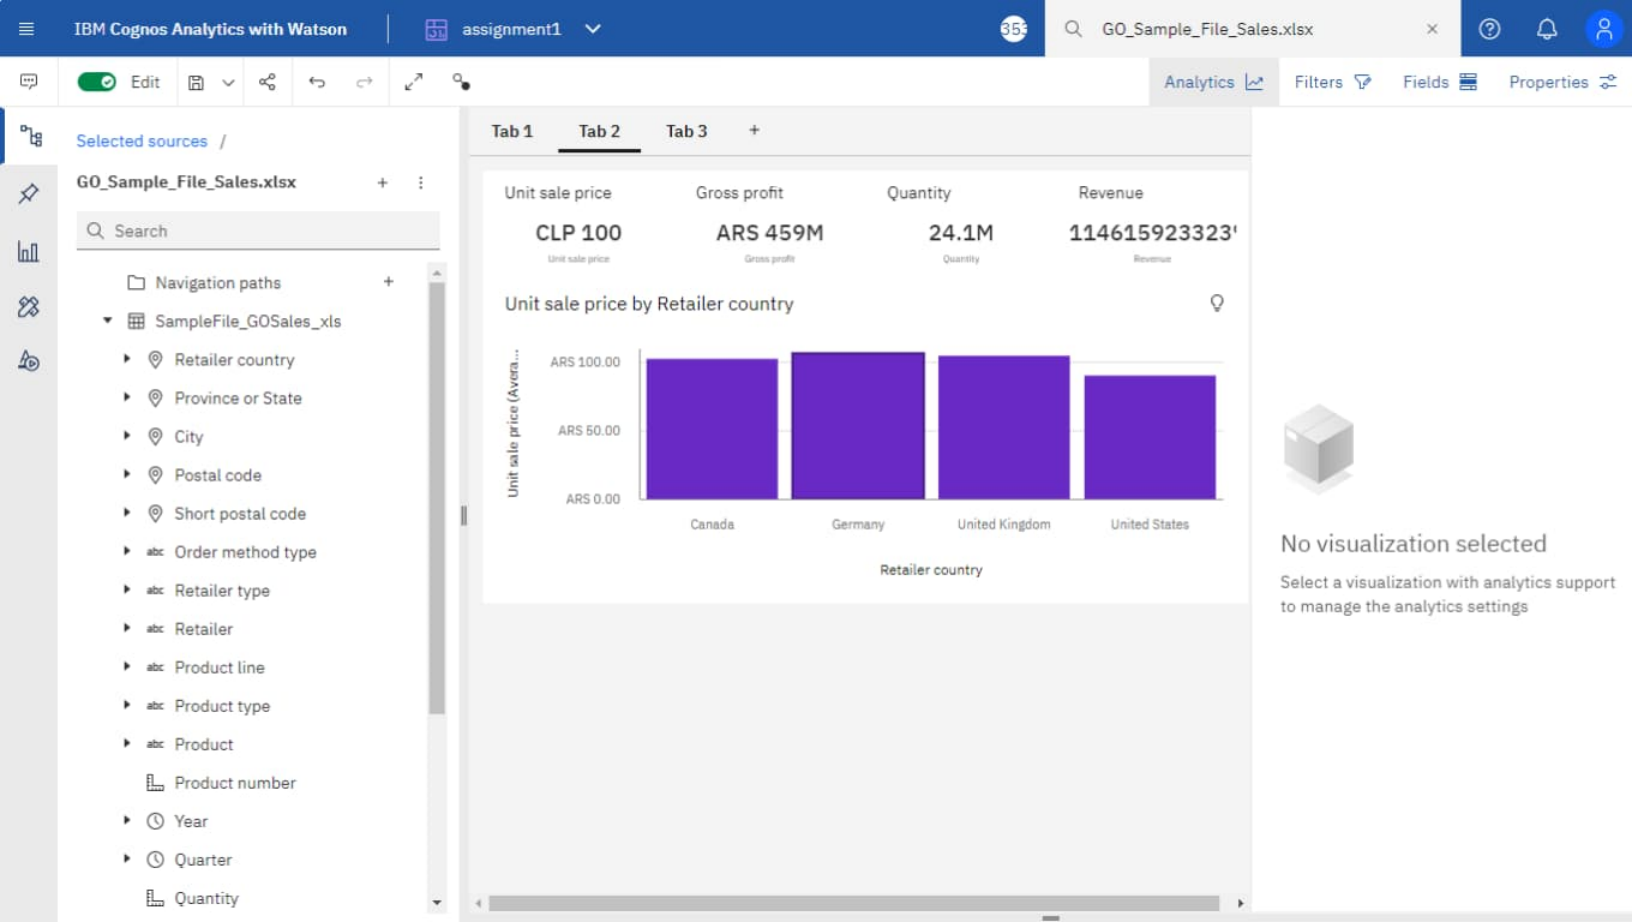 IBM Cognos Analytics with Watson
assignment1
353
GO_Sample_File_Sales.xlsx
Edit
Analytics
Filters
Fields
Properties
Selected sources /
GO_Sample_File_Sales.xlsx
Search
Navigation paths
SampleFile_GOSales_xls
Retailer country
Province or State
City
Postal code
Short postal code
abc Order method type
abc Retailer type
abc Retailer
abc Product line
abc Product type
abc Product
Product number
Year
Quarter
Quantity
Tab 1
Tab 2
Tab 3
Unit sale price
Gross profit
Quantity
Revenue
CLP 100
ARS 459M
24.1M
114615923323
Unit sale price
Gross profit
Quantity
Revenue
Unit sale price by Retailer country
Unit sale price (Avera...
ARS 100.00
ARS 50.00
ARS 0.00
Canada
Germany
United Kingdom
United States
Retailer country
No visualization selected
Select a visualization with analytics support
to manage the analytics settings